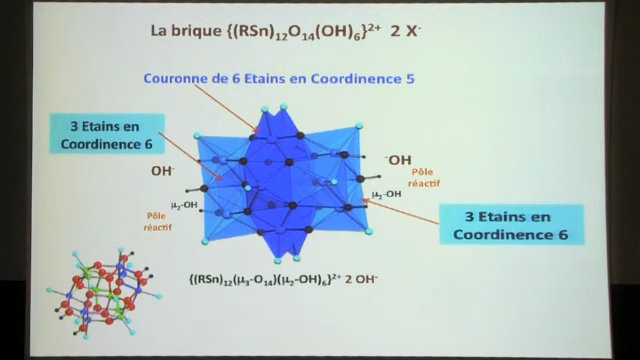 La brique {(RSn)₁₂O₁₄(OH)₆}²⁺ 2 X⁻
Couronne de 6 Etains en Coordinence 5
3 Etains en
Coordinence 6
OH⁻
⁻OH
Pôle
réactif
μ₂-OH
μ₂-OH
Pôle
réactif
3 Etains en
Coordinence 6
{(RSn)₁₂(μ₃-O₁₄)(μ₂-OH)₆}²⁺ 2 OH⁻